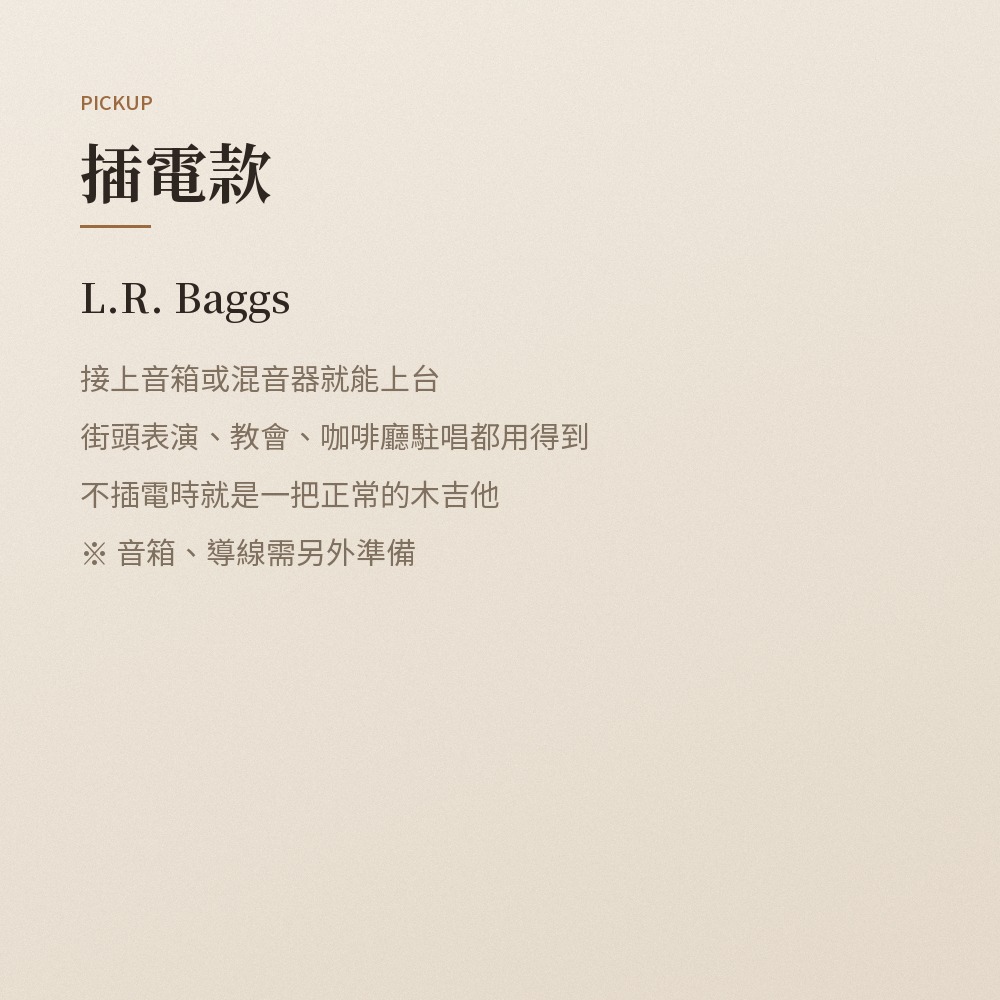 PICKUP
插電款
L.R. Baggs
接上音箱或混音器就能上台
街頭表演、教會、咖啡廳駐唱都用得到
不插電時就是一把正常的木吉他
※ 音箱、導線需另外準備